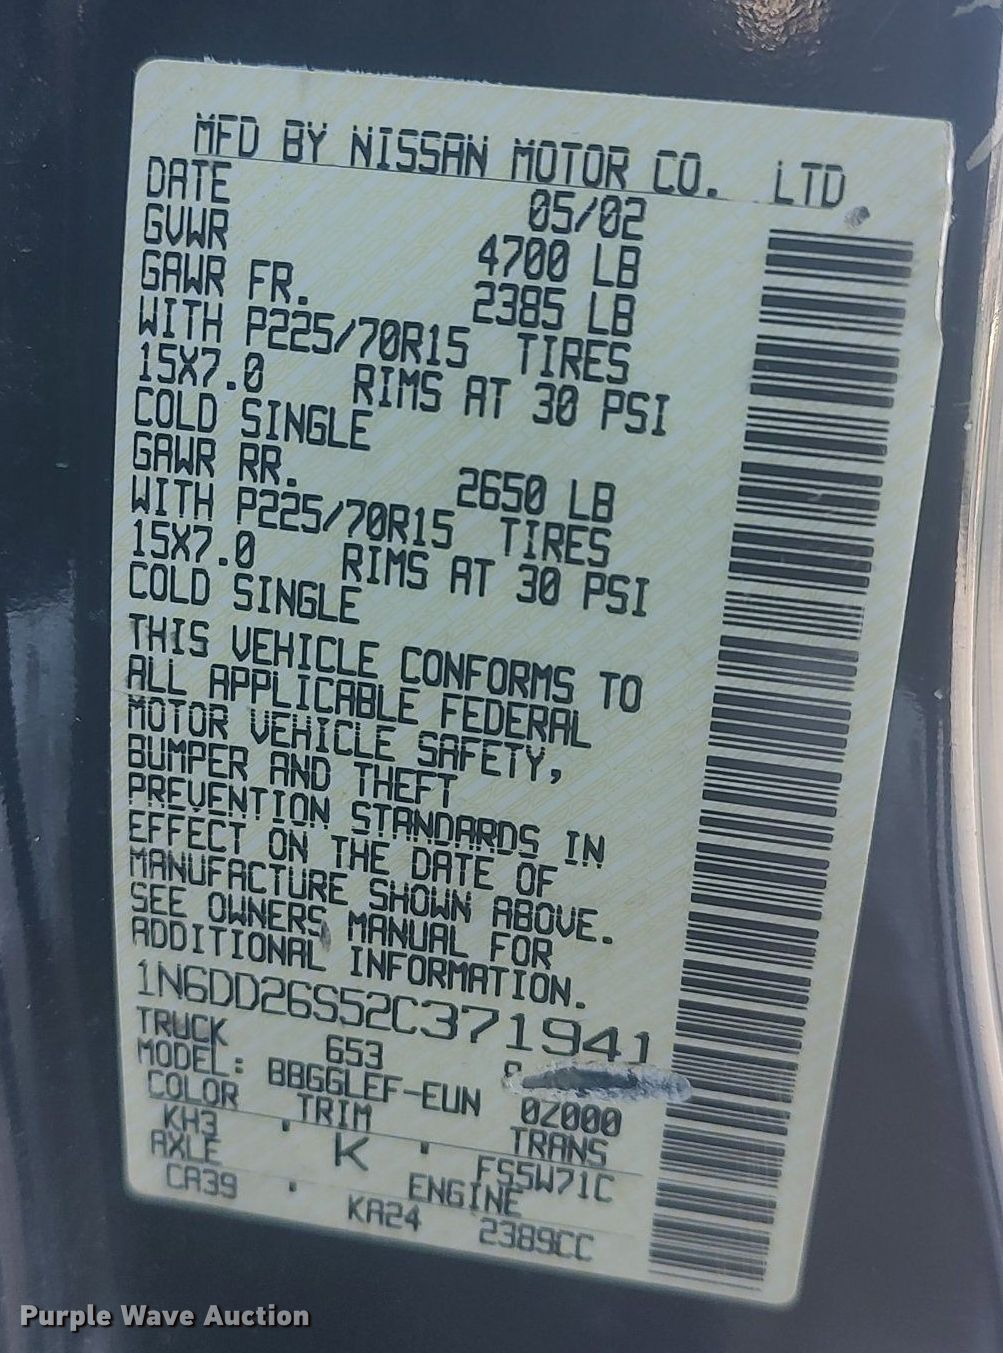 MFD BY NISSAN MOTOR CO. LTD
DATE 05/02
GVWR 4700 LB
GAWR FR. 2385 LB
WITH P225/70R15 TIRES
15X7.0 RIMS AT 30 PSI
COLD SINGLE
GAWR RR. 2650 LB
WITH P225/70R15 TIRES
15X7.0 RIMS AT 30 PSI
COLD SINGLE
THIS VEHICLE CONFORMS TO
ALL APPLICABLE FEDERAL
MOTOR VEHICLE SAFETY,
BUMPER AND THEFT
PREVENTION STANDARDS IN
EFFECT ON THE DATE OF
MANUFACTURE SHOWN ABOVE.
SEE OWNERS MANUAL FOR
ADDITIONAL INFORMATION.
1N6DD26S52C371941
TRUCK 653
MODEL: BBGGLEF-EUN 0Z000
COLOR TRIM TRANS
KH3 K FS5W71C
AXLE ENGINE
CA39 KA24 2389CC
Purple Wave Auction